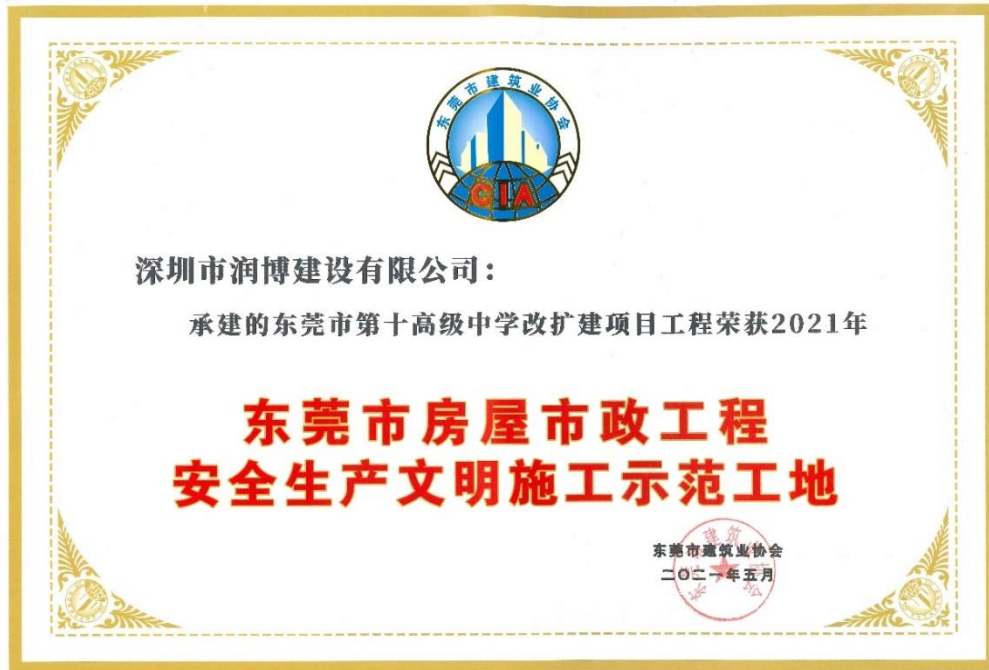 东莞市建筑业协会
CIA
深圳市润博建设有限公司：
承建的东莞市第十高级中学改扩建项目工程荣获2021年
东莞市房屋市政工程
安全生产文明施工示范工地
东莞市建筑业协会
二〇二一年五月